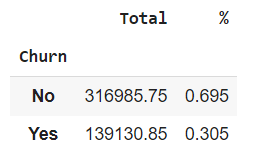 Total %
Churn
No 316985.75 0.695
Yes 139130.85 0.305